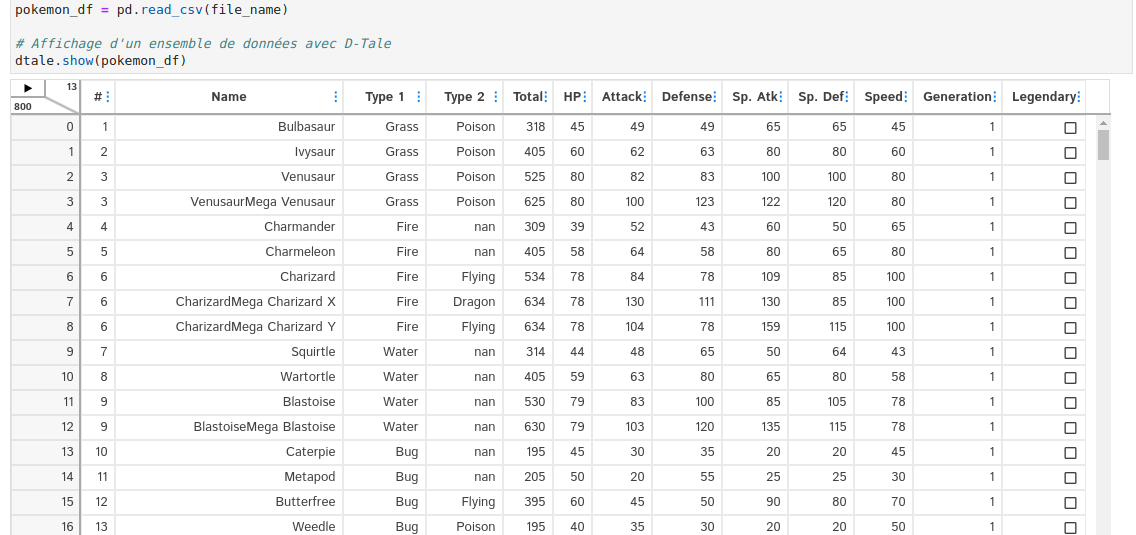 pokemon_df = pd.read_csv(file_name)
# Affichage d'un ensemble de données avec D-Tale
dtale.show(pokemon_df)
▶ 13
800
# Name Type 1 Type 2 Total HP Attack Defense Sp. Atk Sp. Def Speed Generation Legendary
0 1 Bulbasaur Grass Poison 318 45 49 49 65 65 45 1
1 2 Ivysaur Grass Poison 405 60 62 63 80 80 60 1
2 3 Venusaur Grass Poison 525 80 82 83 100 100 80 1
3 3 VenusaurMega Venusaur Grass Poison 625 80 100 123 122 120 80 1
4 4 Charmander Fire nan 309 39 52 43 60 50 65 1
5 5 Charmeleon Fire nan 405 58 64 58 80 65 80 1
6 6 Charizard Fire Flying 534 78 84 78 109 85 100 1
7 6 CharizardMega Charizard X Fire Dragon 634 78 130 111 130 85 100 1
8 6 CharizardMega Charizard Y Fire Flying 634 78 104 78 159 115 100 1
9 7 Squirtle Water nan 314 44 48 65 50 64 43 1
10 8 Wartortle Water nan 405 59 63 80 65 80 58 1
11 9 Blastoise Water nan 530 79 83 100 85 105 78 1
12 9 BlastoiseMega Blastoise Water nan 630 79 103 120 135 115 78 1
13 10 Caterpie Bug nan 195 45 30 35 20 20 45 1
14 11 Metapod Bug nan 205 50 20 55 25 25 30 1
15 12 Butterfree Bug Flying 395 60 45 50 90 80 70 1
16 13 Weedle Bug Poison 195 40 35 30 20 20 50 1